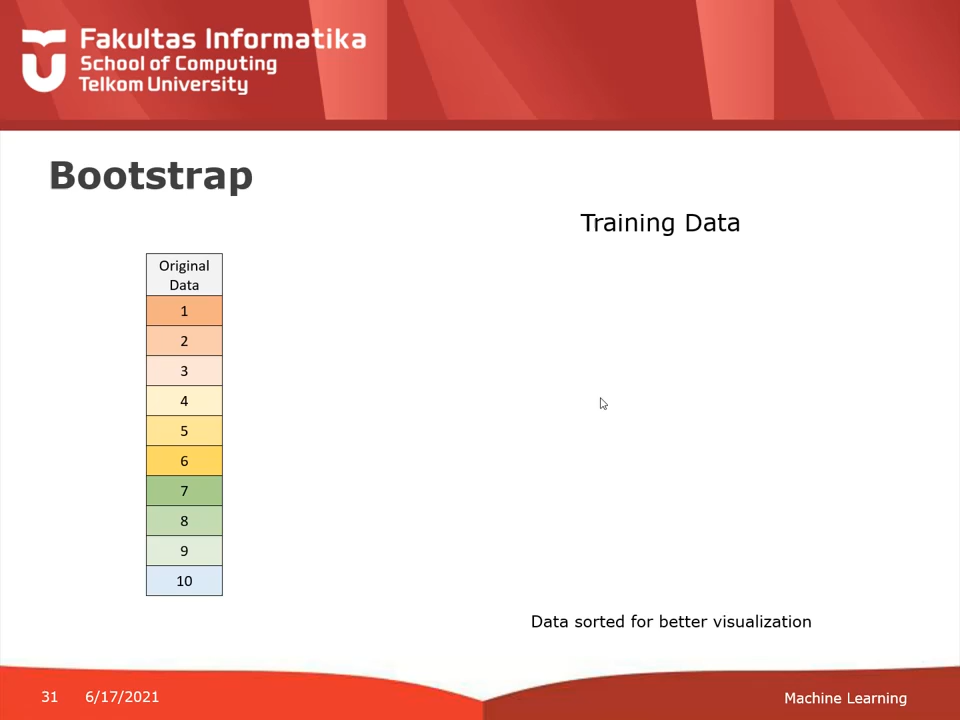 Fakultas Informatika
School of Computing
Telkom University
Bootstrap
Training Data
Original
Data
1
2
3
4
5
6
7
8
9
10
Data sorted for better visualization
31 6/17/2021
Machine Learning